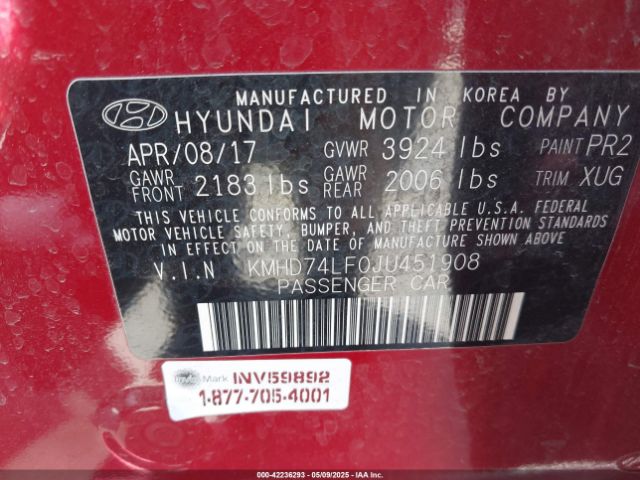 MANUFACTURED IN KOREA BY
HYUNDAI MOTOR COMPANY
APR/08/17 GVWR 3924 lbs PAINT PR2
GAWR FRONT 2183 lbs GAWR REAR 2006 lbs TRIM XUG
THIS VEHICLE CONFORMS TO ALL APPLICABLE U.S.A. FEDERAL
MOTOR VEHICLE SAFETY, BUMPER, AND THEFT PREVENTION STANDARDS
IN EFFECT ON THE DATE OF MANUFACTURE SHOWN ABOVE
V.I.N KMHD74LF0JU451908
PASSENGER CAR
Mark INV59892
1-877-705-4001
000-42236293 - 05/09/2025 - IAA Inc.